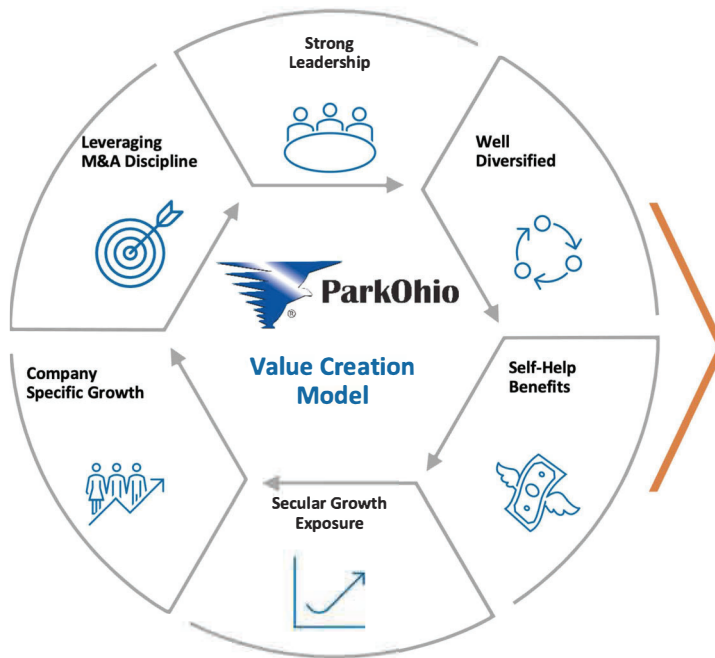 Strong
Leadership
Well
Diversified
Self-Help
Benefits
Secular Growth
Exposure
Company
Specific Growth
Leveraging
M&A Discipline
ParkOhio
®
Value Creation
Model